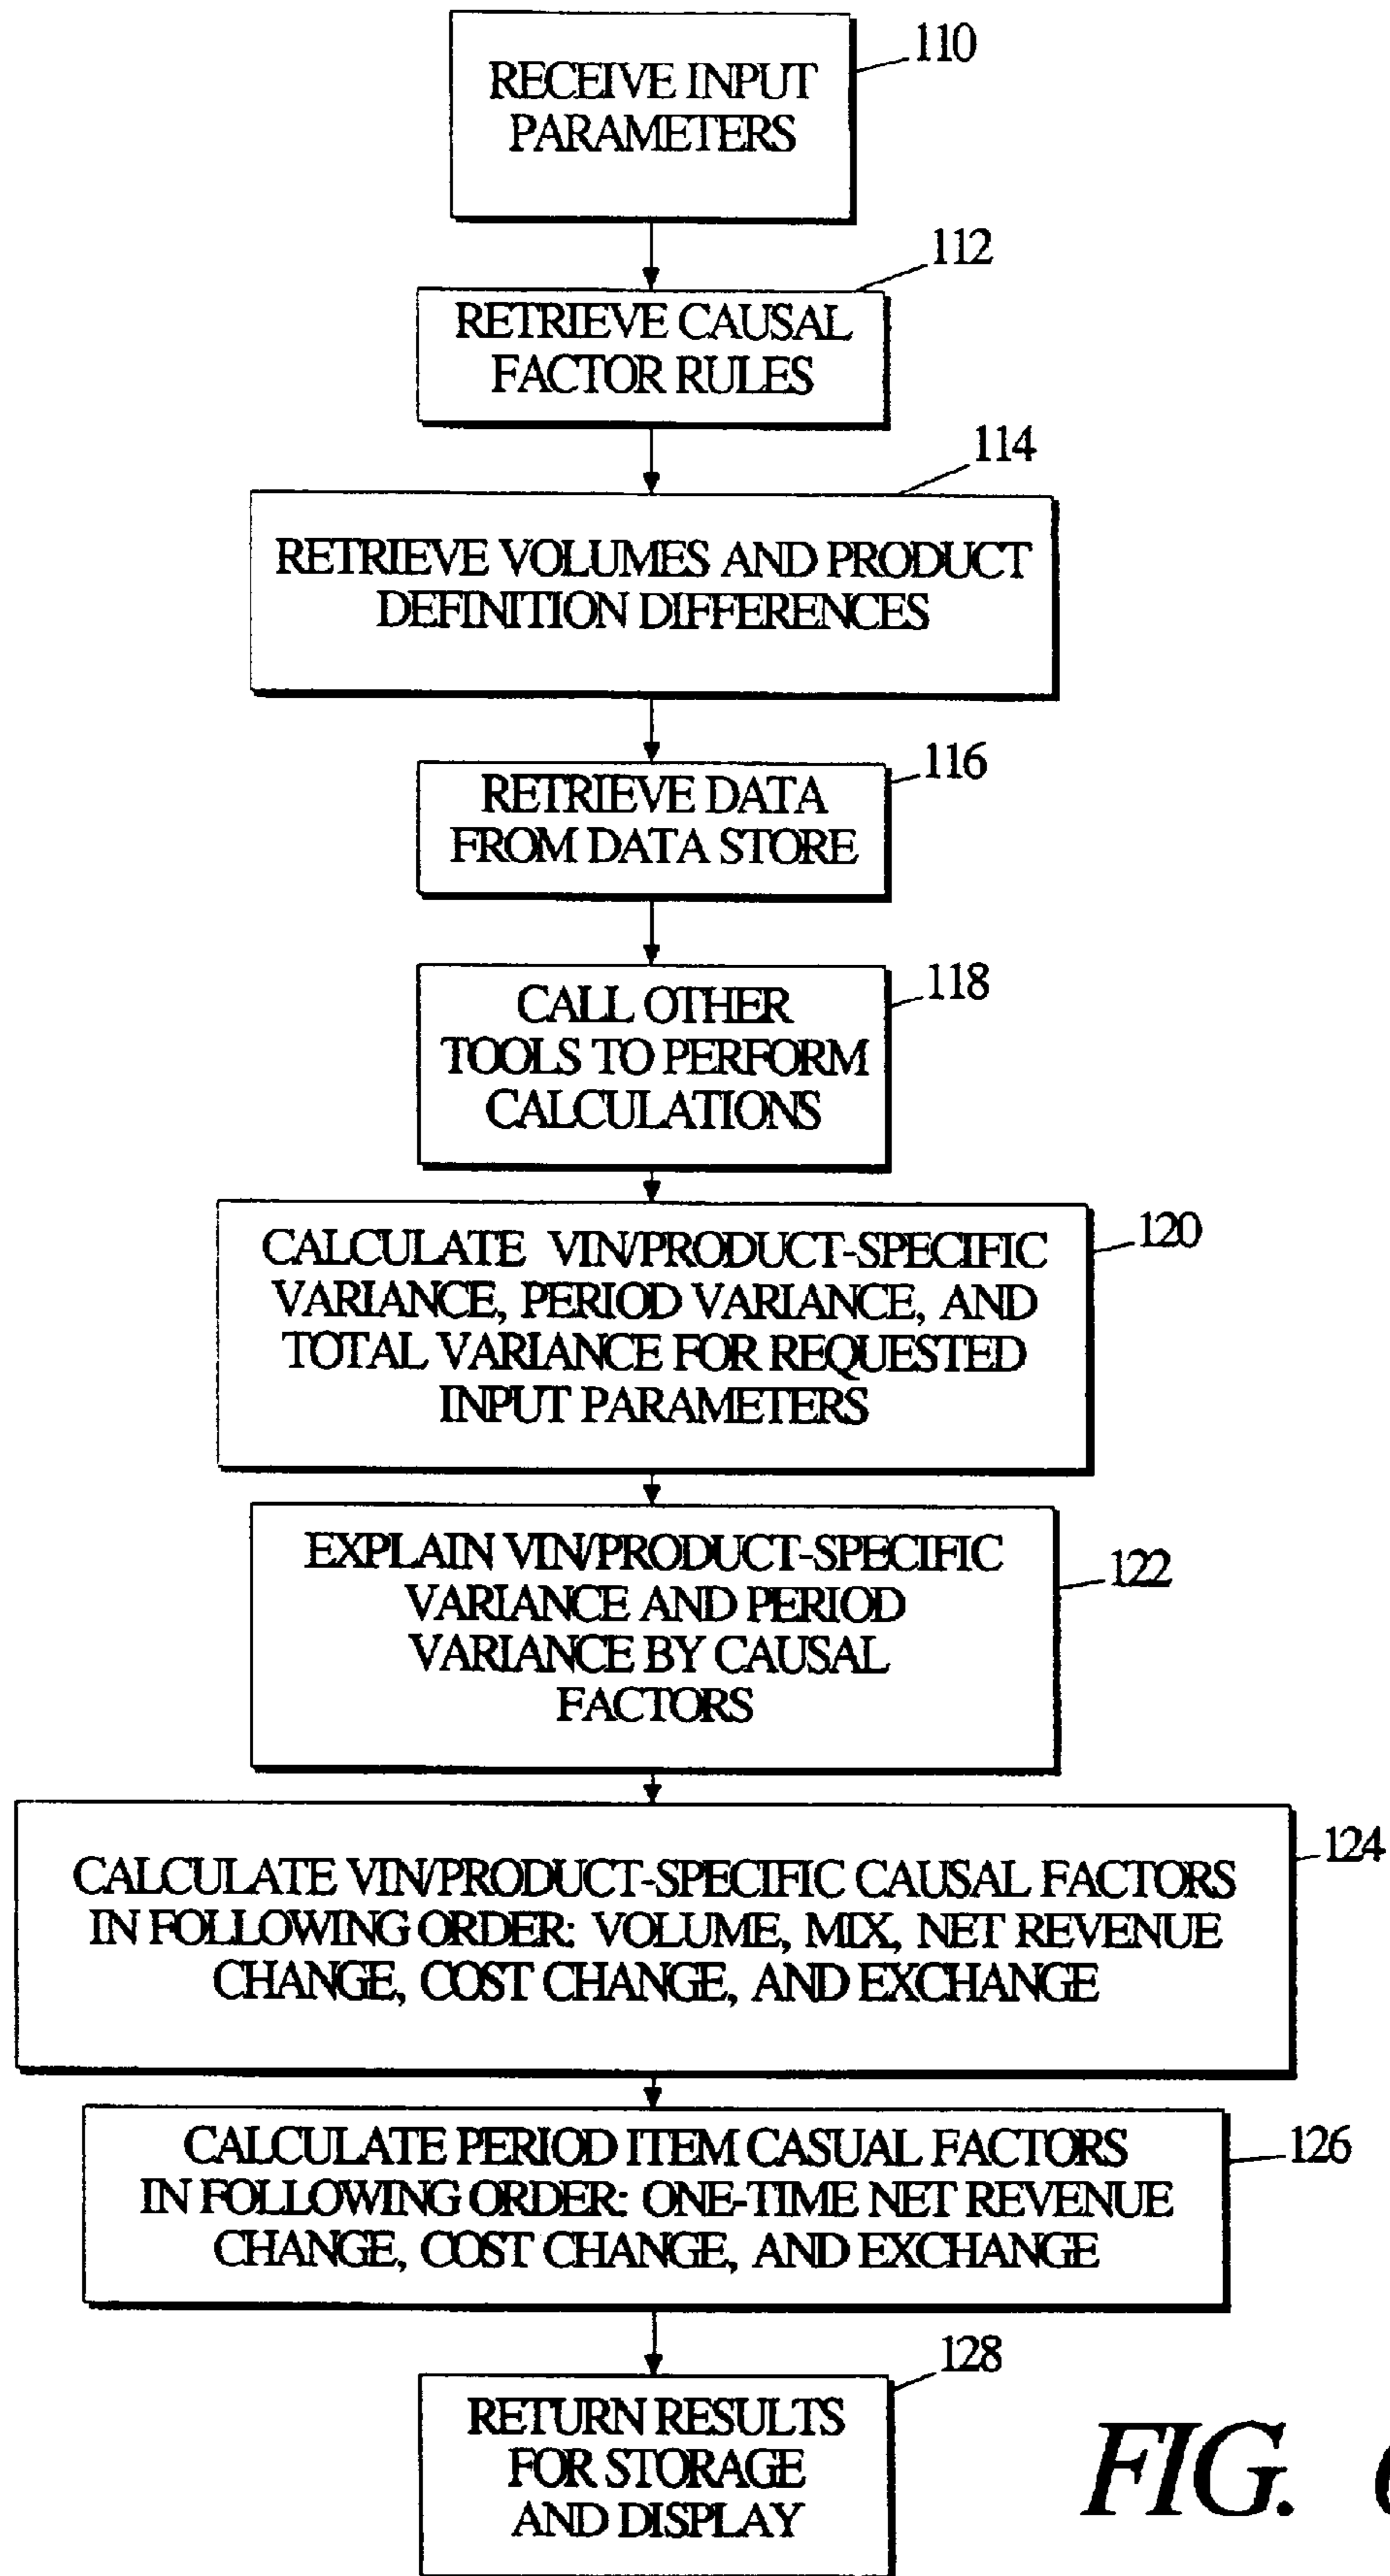 RECEIVE INPUT
PARAMETERS
110
RETRIEVE CAUSAL
FACTOR RULES
112
RETRIEVE VOLUMES AND PRODUCT
DEFINITION DIFFERENCES
114
RETRIEVE DATA
FROM DATA STORE
116
CALL OTHER
TOOLS TO PERFORM
CALCULATIONS
118
CALCULATE VIN/PRODUCT-SPECIFIC
VARIANCE, PERIOD VARIANCE, AND
TOTAL VARIANCE FOR REQUESTED
INPUT PARAMETERS
120
EXPLAIN VIN/PRODUCT-SPECIFIC
VARIANCE AND PERIOD
VARIANCE BY CAUSAL
FACTORS
122
CALCULATE VIN/PRODUCT-SPECIFIC CAUSAL FACTORS
IN FOLLOWING ORDER: VOLUME, MIX, NET REVENUE
CHANGE, COST CHANGE, AND EXCHANGE
124
CALCULATE PERIOD ITEM CASUAL FACTORS
IN FOLLOWING ORDER: ONE-TIME NET REVENUE
CHANGE, COST CHANGE, AND EXCHANGE
126
RETURN RESULTS
FOR STORAGE
AND DISPLAY
128
FIG.